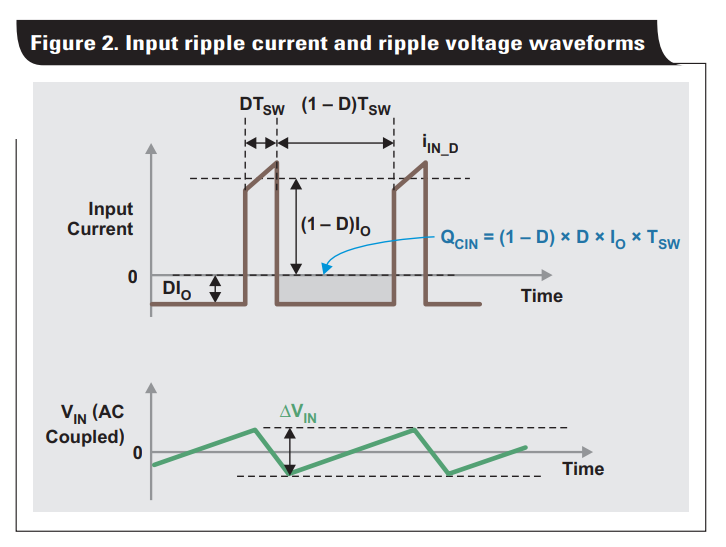 Figure 2. Input ripple current and ripple voltage waveforms
DT_SW (1 – D)T_SW
i_IN_D
Input
Current
(1 – D)I_O
Q_CIN = (1 – D) × D × I_O × T_SW
0
DI_O
Time
V_IN (AC
Coupled)
ΔV_IN
0
Time